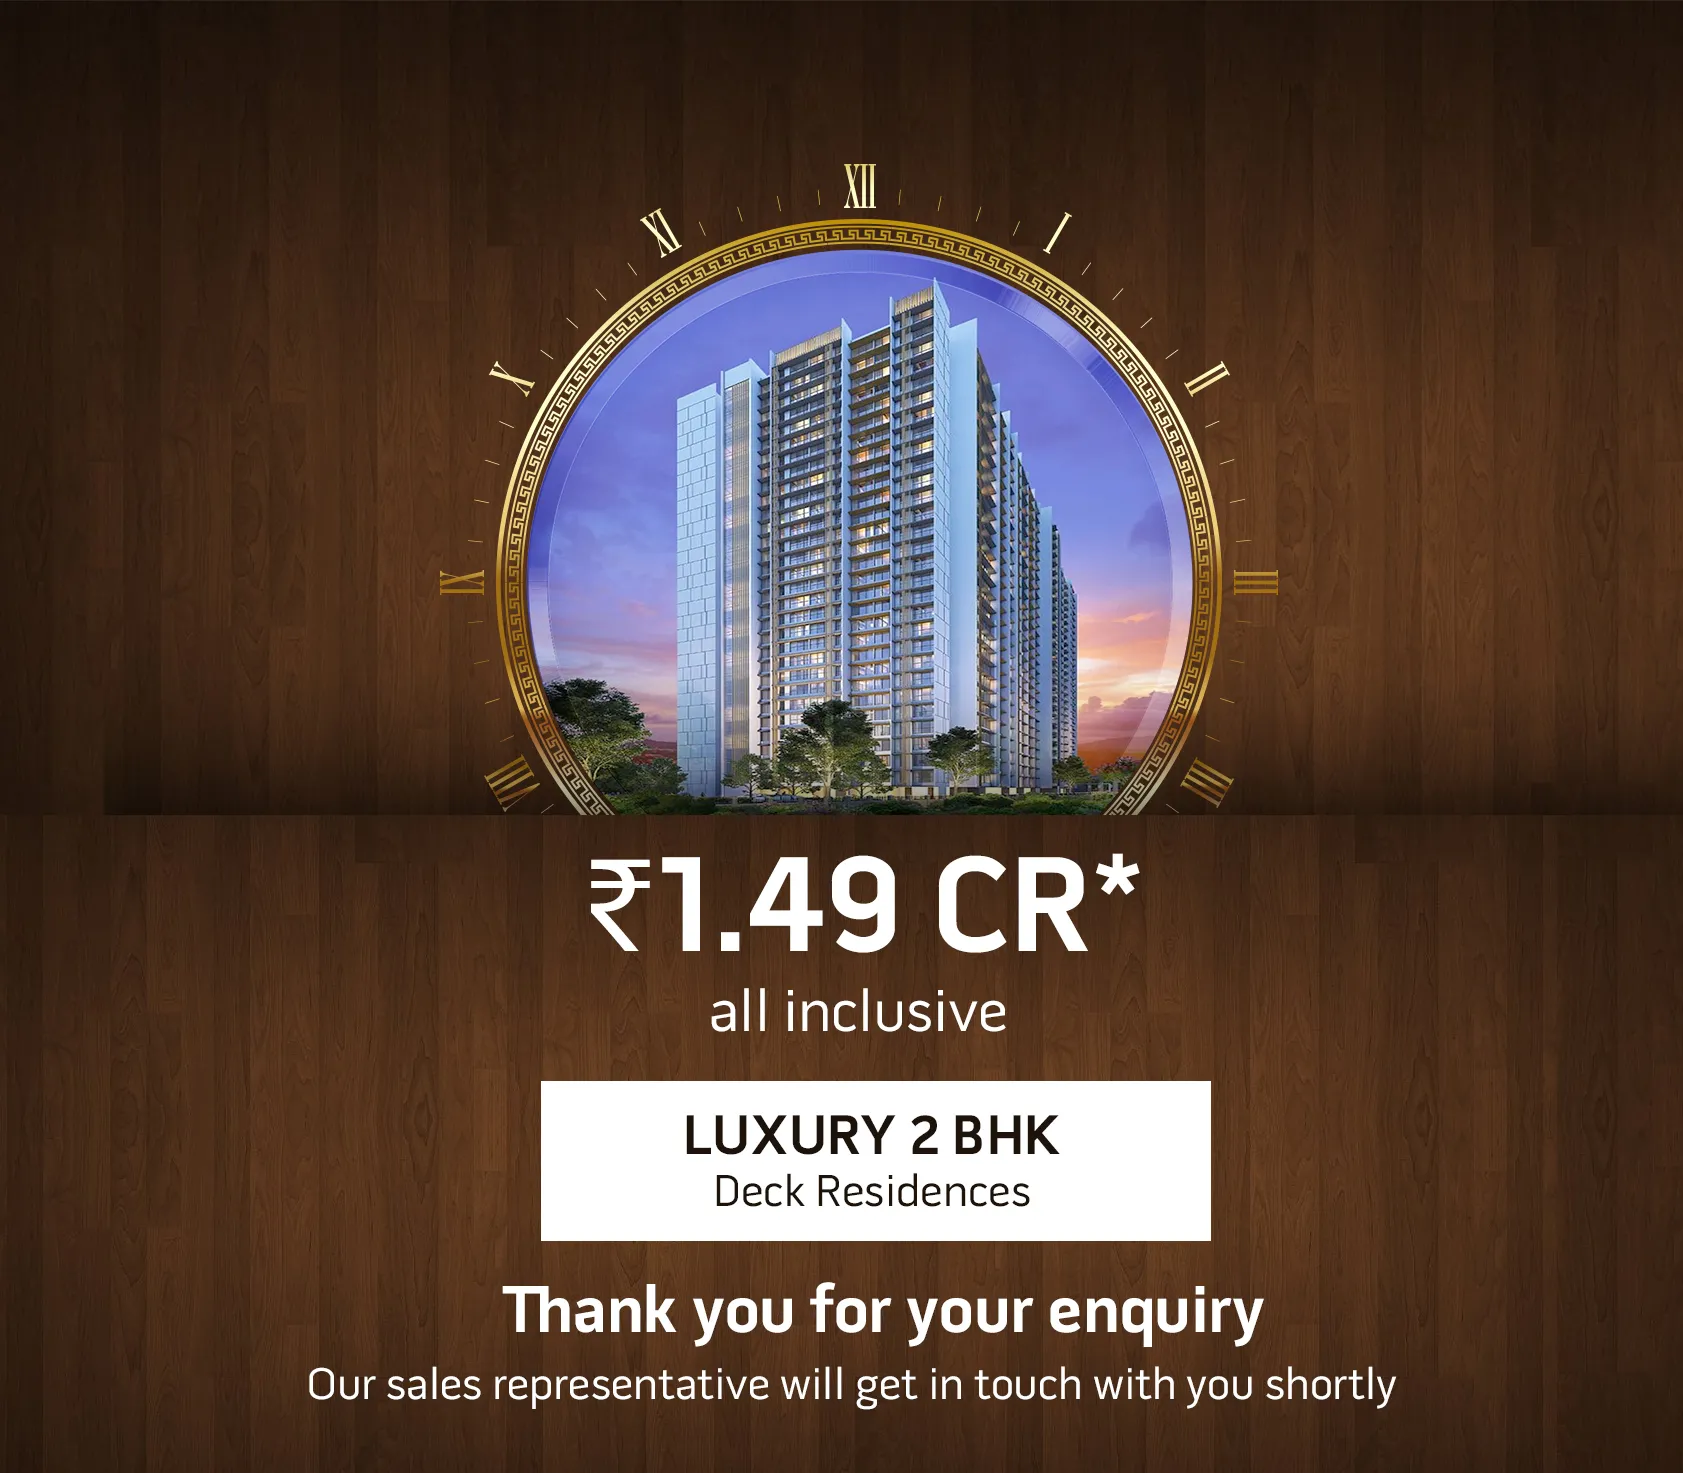 XII
XI
I
X
II
IX
III
VIII
IIII
₹1.49 CR*
all inclusive
LUXURY 2 BHK
Deck Residences
Thank you for your enquiry
Our sales representative will get in touch with you shortly